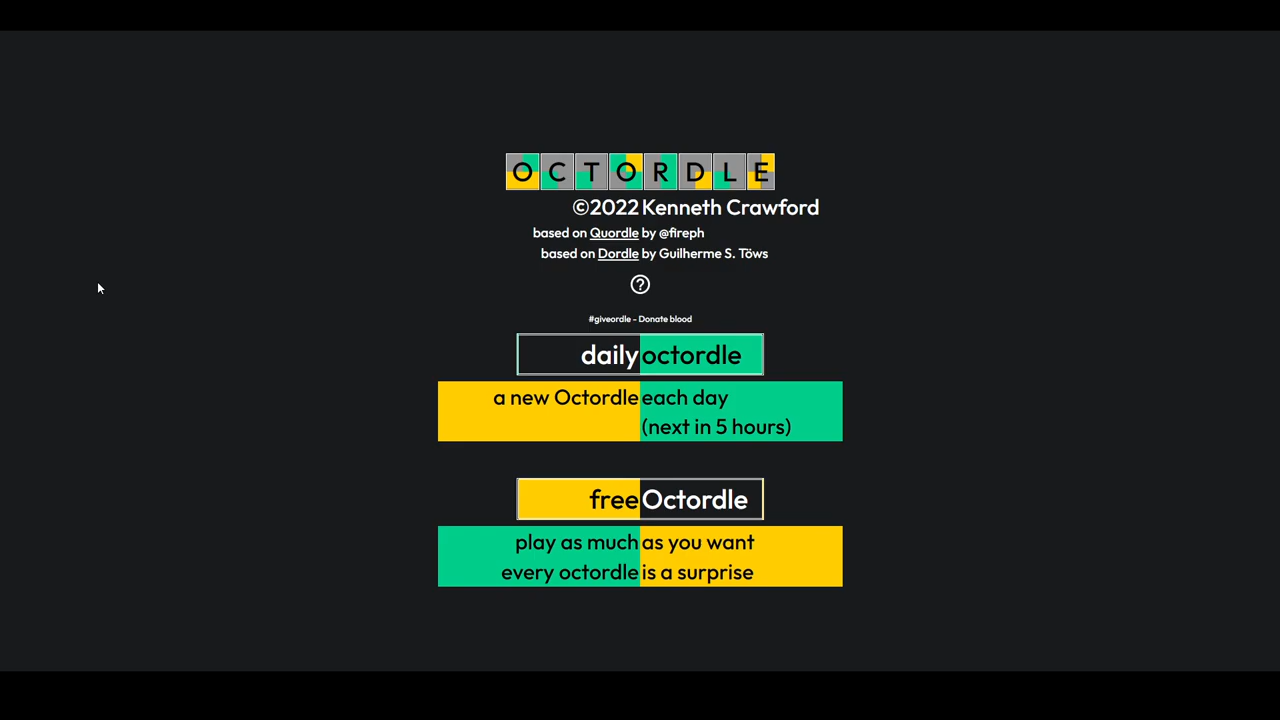 OCTORDLE
©2022 Kenneth Crawford
based on Quordle by @fireph
based on Dordle by Guilherme S. Töws
?
#giveordle - Donate blood
daily octordle
a new Octordle each day
(next in 5 hours)
free Octordle
play as much as you want
every octordle is a surprise